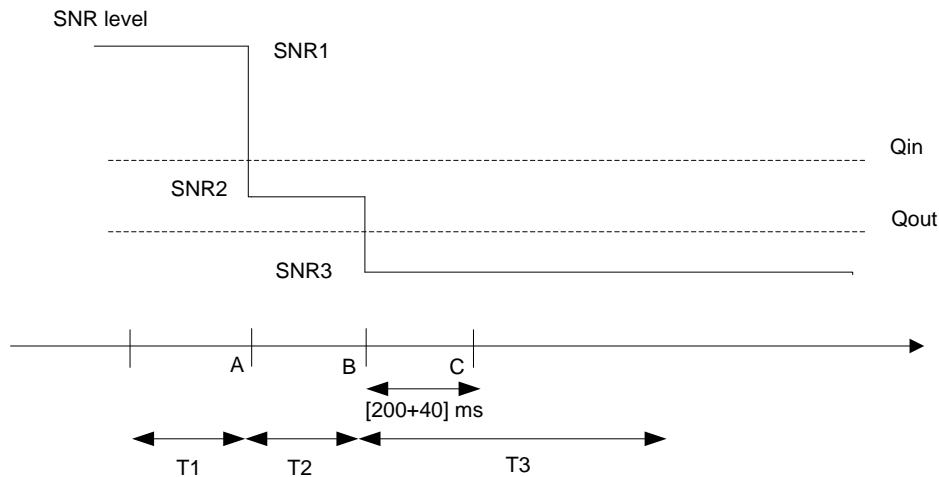 SNR level
SNR1
Qin
SNR2
Qout
SNR3
A B C
[200+40] ms
T1 T2 T3